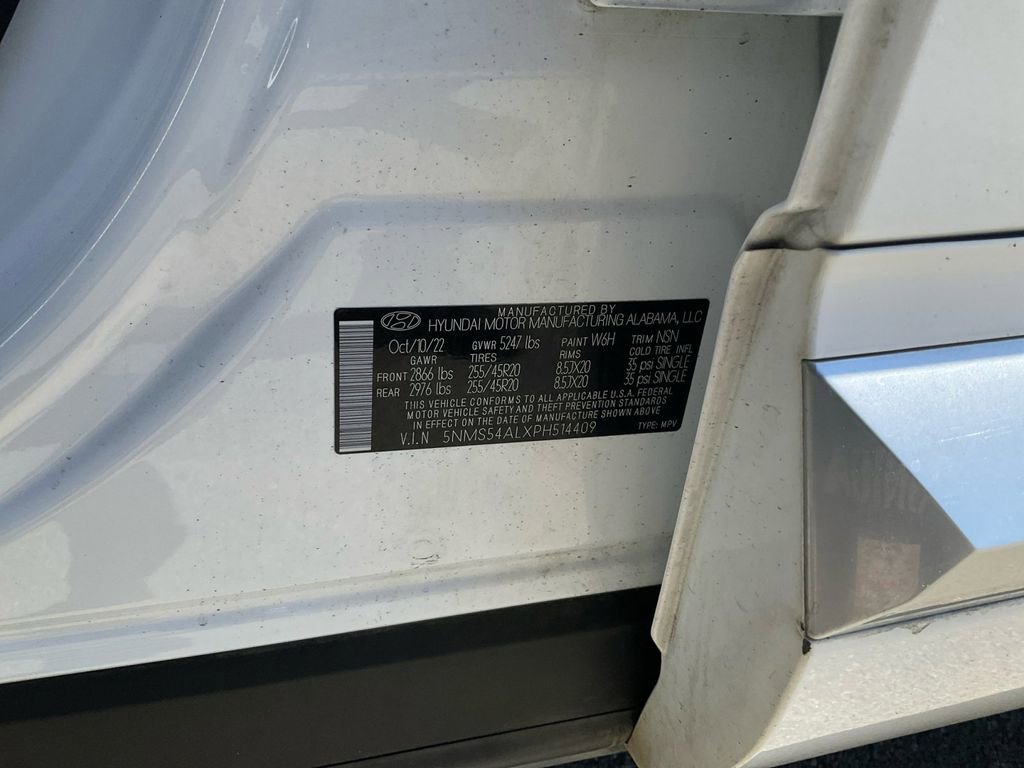 MANUFACTURED BY
HYUNDAI MOTOR MANUFACTURING ALABAMA, LLC
Oct/10/22 GVWR 5247 lbs PAINT W6H TRIM NSN
GAWR TIRES RIMS COLD TIRE INFL
FRONT 2866 lbs 255/45R20 8.5JX20 35 psi SINGLE
REAR 2976 lbs 255/45R20 8.5JX20 35 psi SINGLE
THIS VEHICLE CONFORMS TO ALL APPLICABLE U.S.A. FEDERAL
MOTOR VEHICLE SAFETY AND THEFT PREVENTION STANDARDS
IN EFFECT ON THE DATE OF MANUFACTURE SHOWN ABOVE
V.I.N 5NMS54ALXPH514409 TYPE: MPV